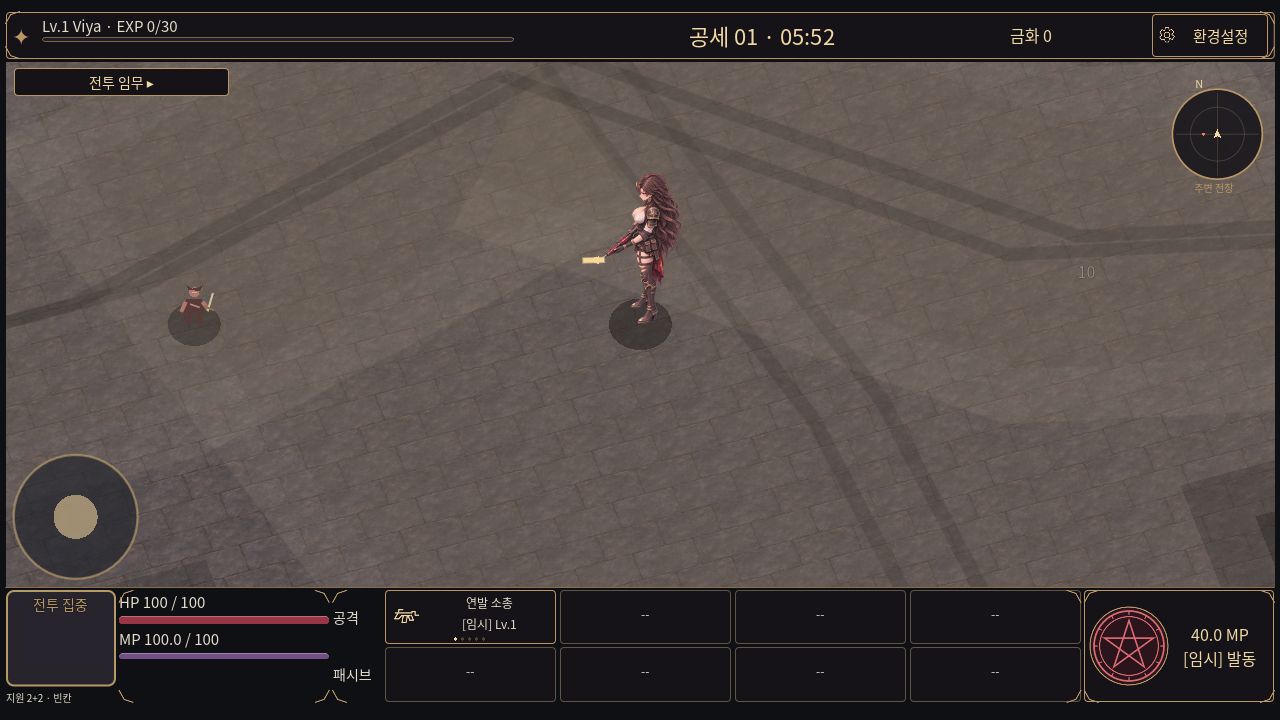 Lv.1 Viya · EXP 0/30
공세 01 · 05:52
금화 0
환경설정
전투 임무 ▸
N
주변 전장
10
전투 집중
HP 100 / 100
MP 100.0 / 100
지원 2+2 · 빈칸
공격
패시브
연발 소총
[임시] Lv.1
--
--
--
--
--
--
--
40.0 MP
[임시] 발동